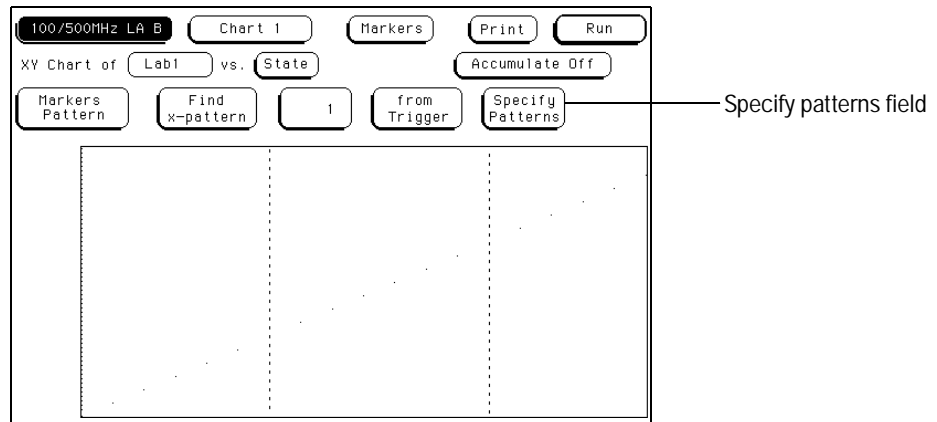 100/500MHz LA B Chart 1 Markers Print Run
XY Chart of Lab1 vs. State Accumulate Off
Markers Pattern Find x-pattern 1 from Trigger Specify Patterns
Specify patterns field